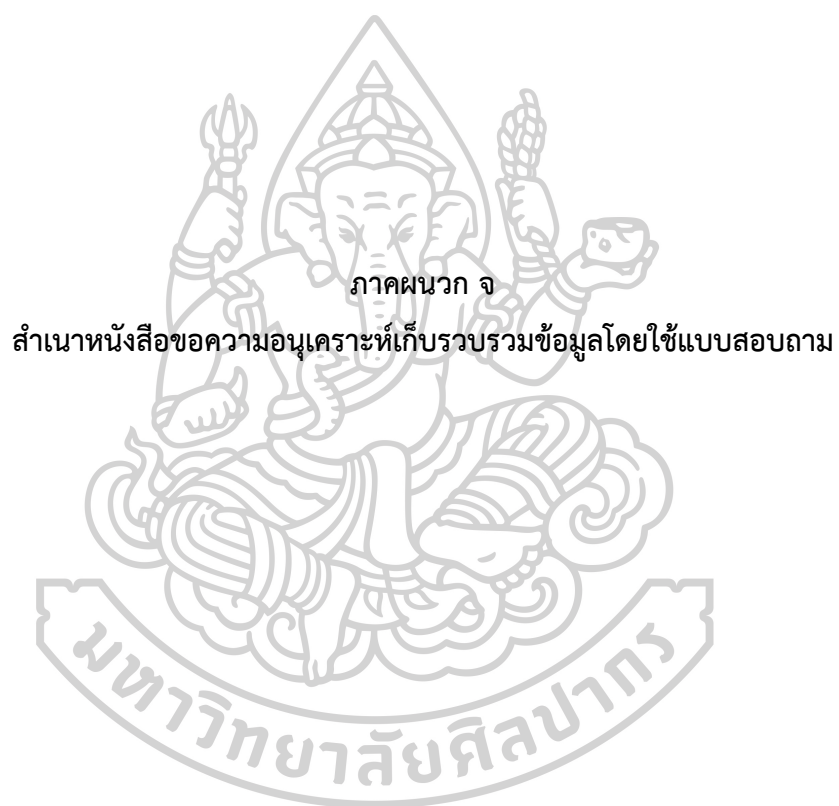 ภาคผนวก จ
สำเนาหนังสือขอความอนุเคราะห์เก็บรวบรวมข้อมูลโดยใช้แบบสอบถาม
มหาวิทยาลัยศิลปากร